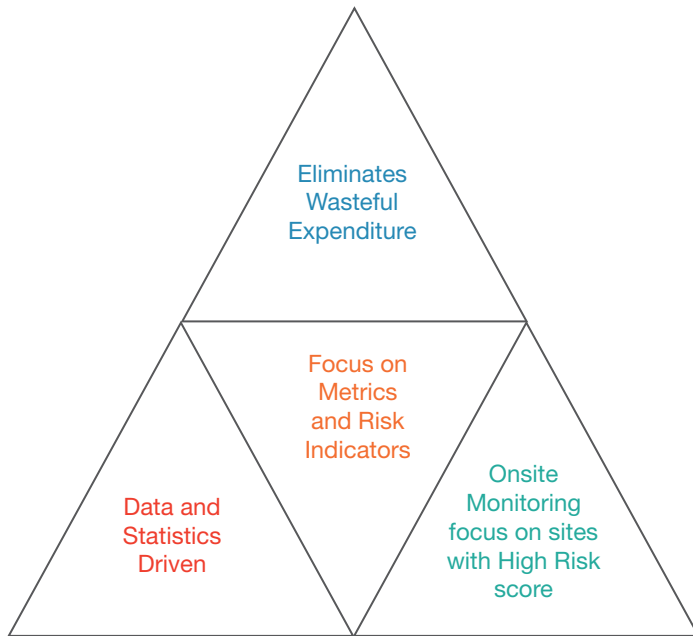 Eliminates
Wasteful
Expenditure
Focus on
Metrics
and Risk
Indicators
Data and
Statistics
Driven
Onsite
Monitoring
focus on sites
with High Risk
score